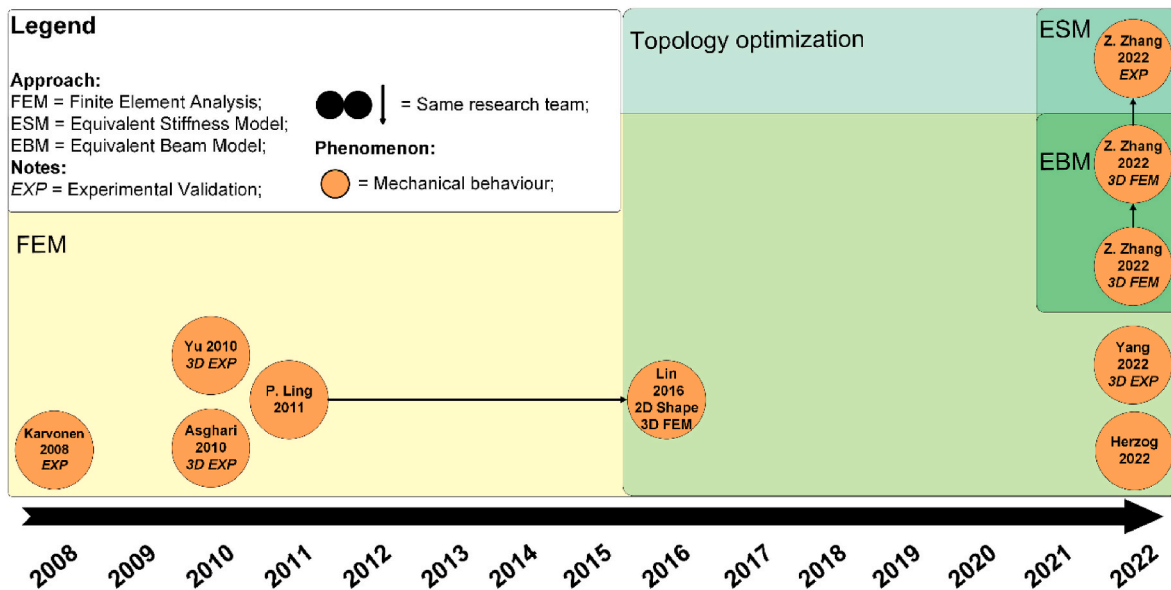 Legend
Approach:
FEM = Finite Element Analysis;
ESM = Equivalent Stiffness Model;
EBM = Equivalent Beam Model;
Notes:
EXP = Experimental Validation;
= Same research team;
Phenomenon:
= Mechanical behaviour;
Topology optimization
ESM
Z. Zhang
2022
EXP
EBM
Z. Zhang
2022
3D FEM
Z. Zhang
2022
3D FEM
FEM
Karvonen
2008
EXP
Yu 2010
3D EXP
Asghari
2010
3D EXP
P. Ling
2011
Lin
2016
2D Shape
3D FEM
Yang
2022
3D EXP
Herzog
2022
2008
2009
2010
2011
2012
2013
2014
2015
2016
2017
2018
2019
2020
2021
2022